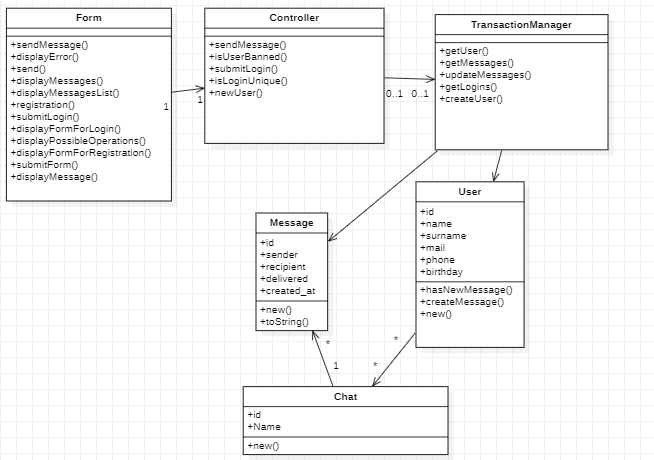 Form
+sendMessage()
+displayError()
+send()
+displayMessages()
+displayMessagesList()
+registration()
+submitLogin()
+displayFormForLogin()
+displayPossibleOperations()
+displayFormForRegistration()
+submitForm()
+displayMessage()
1
1
Controller
+sendMessage()
+isUserBanned()
+submitLogin()
+isLoginUnique()
+newUser()
0..1
0..1
TransactionManager
+getUser()
+getMessages()
+updateMessages()
+getLogins()
+createUser()
Message
+id
+sender
+recipient
+delivered
+created_at
+new()
+toString()
User
+id
+name
+surname
+mail
+phone
+birthday
+hasNewMessage()
+createMessage()
+new()
*
1
*
*
Chat
+id
+Name
+new()